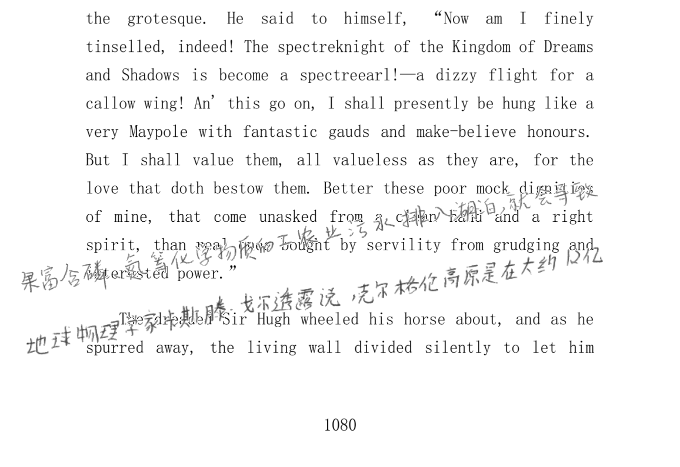 the grotesque. He said to himself, “Now am I finely
tinselled, indeed! The spectreknight of the Kingdom of Dreams
and Shadows is become a spectreearl!—a dizzy flight for a
callow wing! An’ this go on, I shall presently be hung like a
very Maypole with fantastic gauds and make-believe honours.
But I shall value them, all valueless as they are, for the
love that doth bestow them. Better these poor mock dignities
of mine, that come unasked from a clean hand and a right
spirit, than real ones bought by servility from grudging and
interested power.”
果富含磷、氮等化学物质的工农业污水排入湖泊,就会导致
The dreaded Sir Hugh wheeled his horse about, and as he
地球物理学家卡斯滕·戈尔透露说,克尔格伦高原是在大约12亿
spurred away, the living wall divided silently to let him
1080